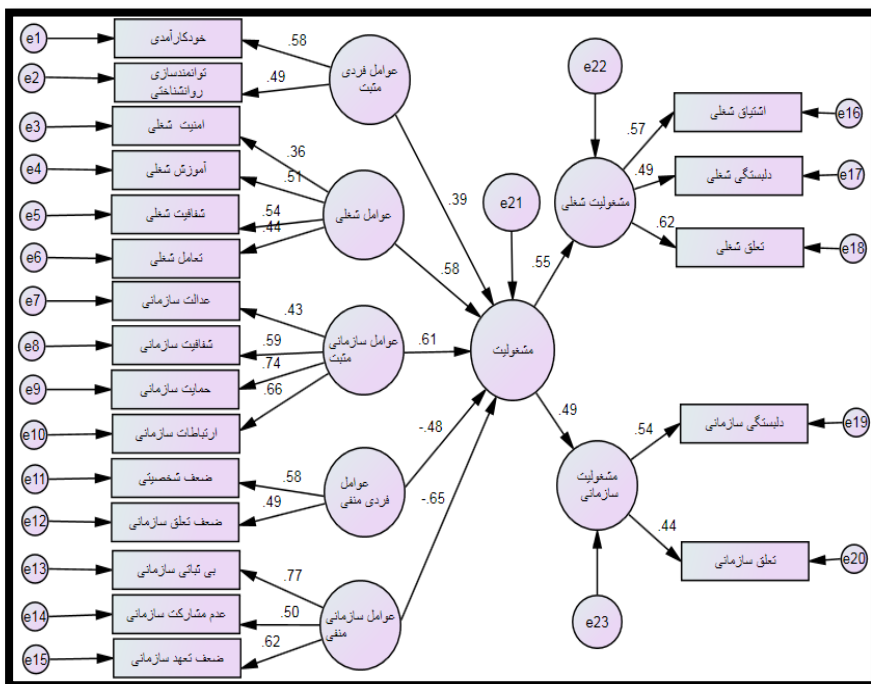 e1
خودکارآمدی
.58
e2
توانمندسازی
روانشناختی
.49
عوامل فردی
مثبت
.39
e3
امنیت شغلی
.36
e4
آموزش شغلی
.51
e5
شفافیت شغلی
.54
e6
تعامل شغلی
.44
عوامل شغلی
.58
e7
عدالت سازمانی
.43
e8
شفافیت سازمانی
.59
e9
حمایت سازمانی
.74
e10
ارتباطات سازمانی
.66
عوامل سازمانی
مثبت
.61
e11
ضعف شخصیتی
.58
e12
ضعف تعلق سازمانی
.49
عوامل
فردی منفی
-.48
e13
بی ثباتی سازمانی
.77
e14
عدم مشارکت سازمانی
.50
e15
ضعف تعهد سازمانی
.62
عوامل سازمانی
منفی
-.65
e21
مشغولیت
.55
.49
e22
مشغولیت شغلی
.57
اشتیاق شغلی
e16
.49
دلبستگی شغلی
e17
.62
تعلق شغلی
e18
مشغولیت
سازمانی
.54
دلبستگی سازمانی
e19
.44
تعلق سازمانی
e20
e23